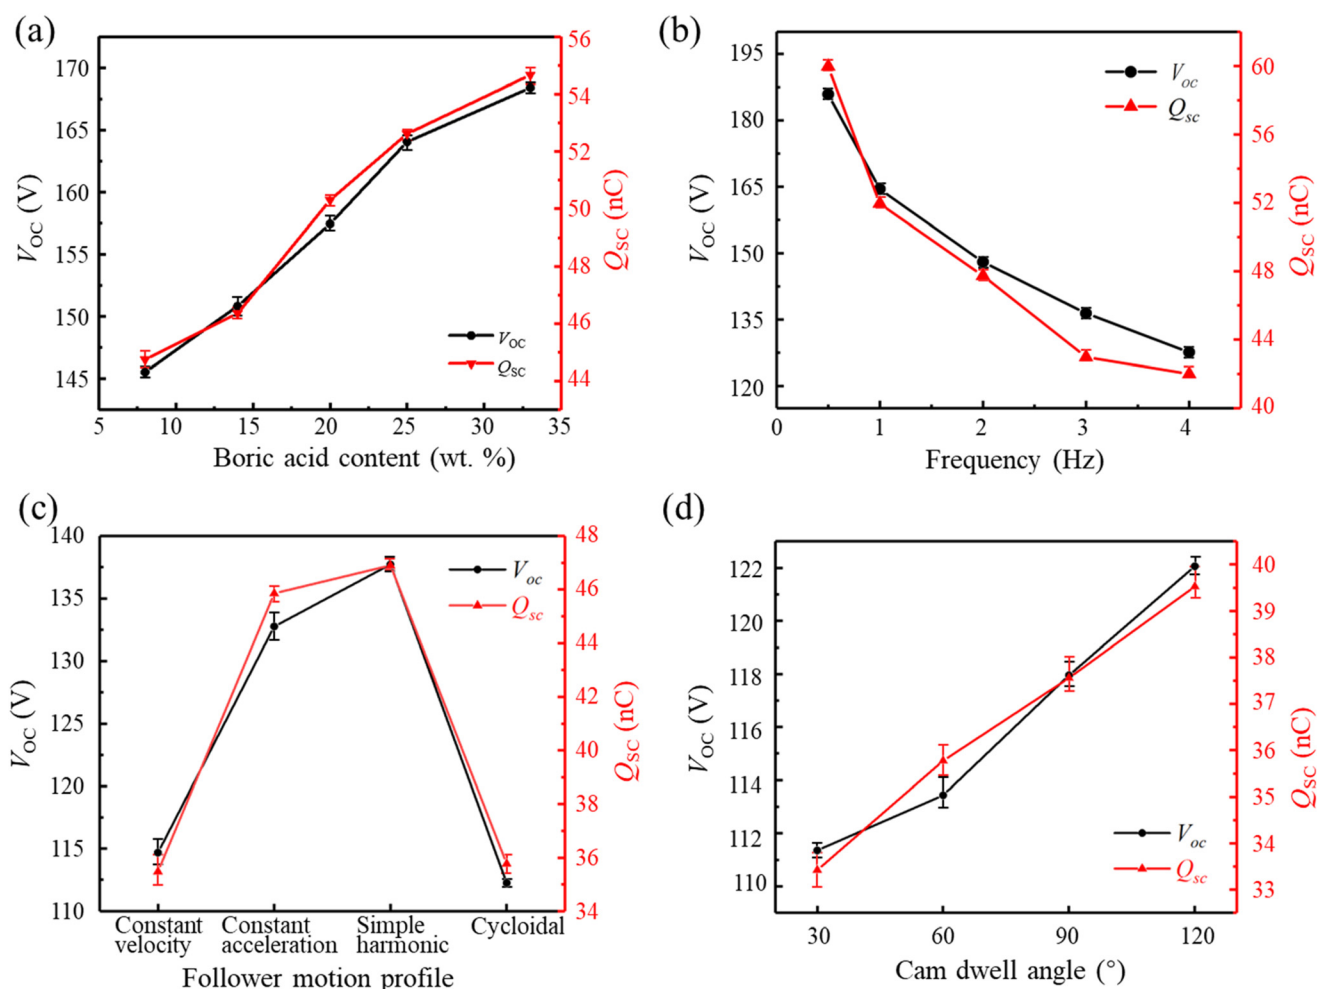 (a)
170
165
160
155
150
145
V_OC (V)
56
54
52
50
48
46
44
Q_SC (nC)
V_OC
Q_SC
5 10 15 20 25 30 35
Boric acid content (wt. %)
(b)
195
180
165
150
135
120
V_OC (V)
60
56
52
48
44
40
Q_SC (nC)
V_oc
Q_sc
0 1 2 3 4
Frequency (Hz)
(c)
140
135
130
125
120
115
110
V_OC (V)
48
46
44
42
40
38
36
34
Q_SC (nC)
V_oc
Q_sc
Constant velocity
Constant acceleration
Simple harmonic
Cycloidal
Follower motion profile
(d)
122
120
118
116
114
112
110
V_OC (V)
40
39
38
37
36
35
34
33
Q_SC (nC)
V_oc
Q_sc
30 60 90 120
Cam dwell angle (°)